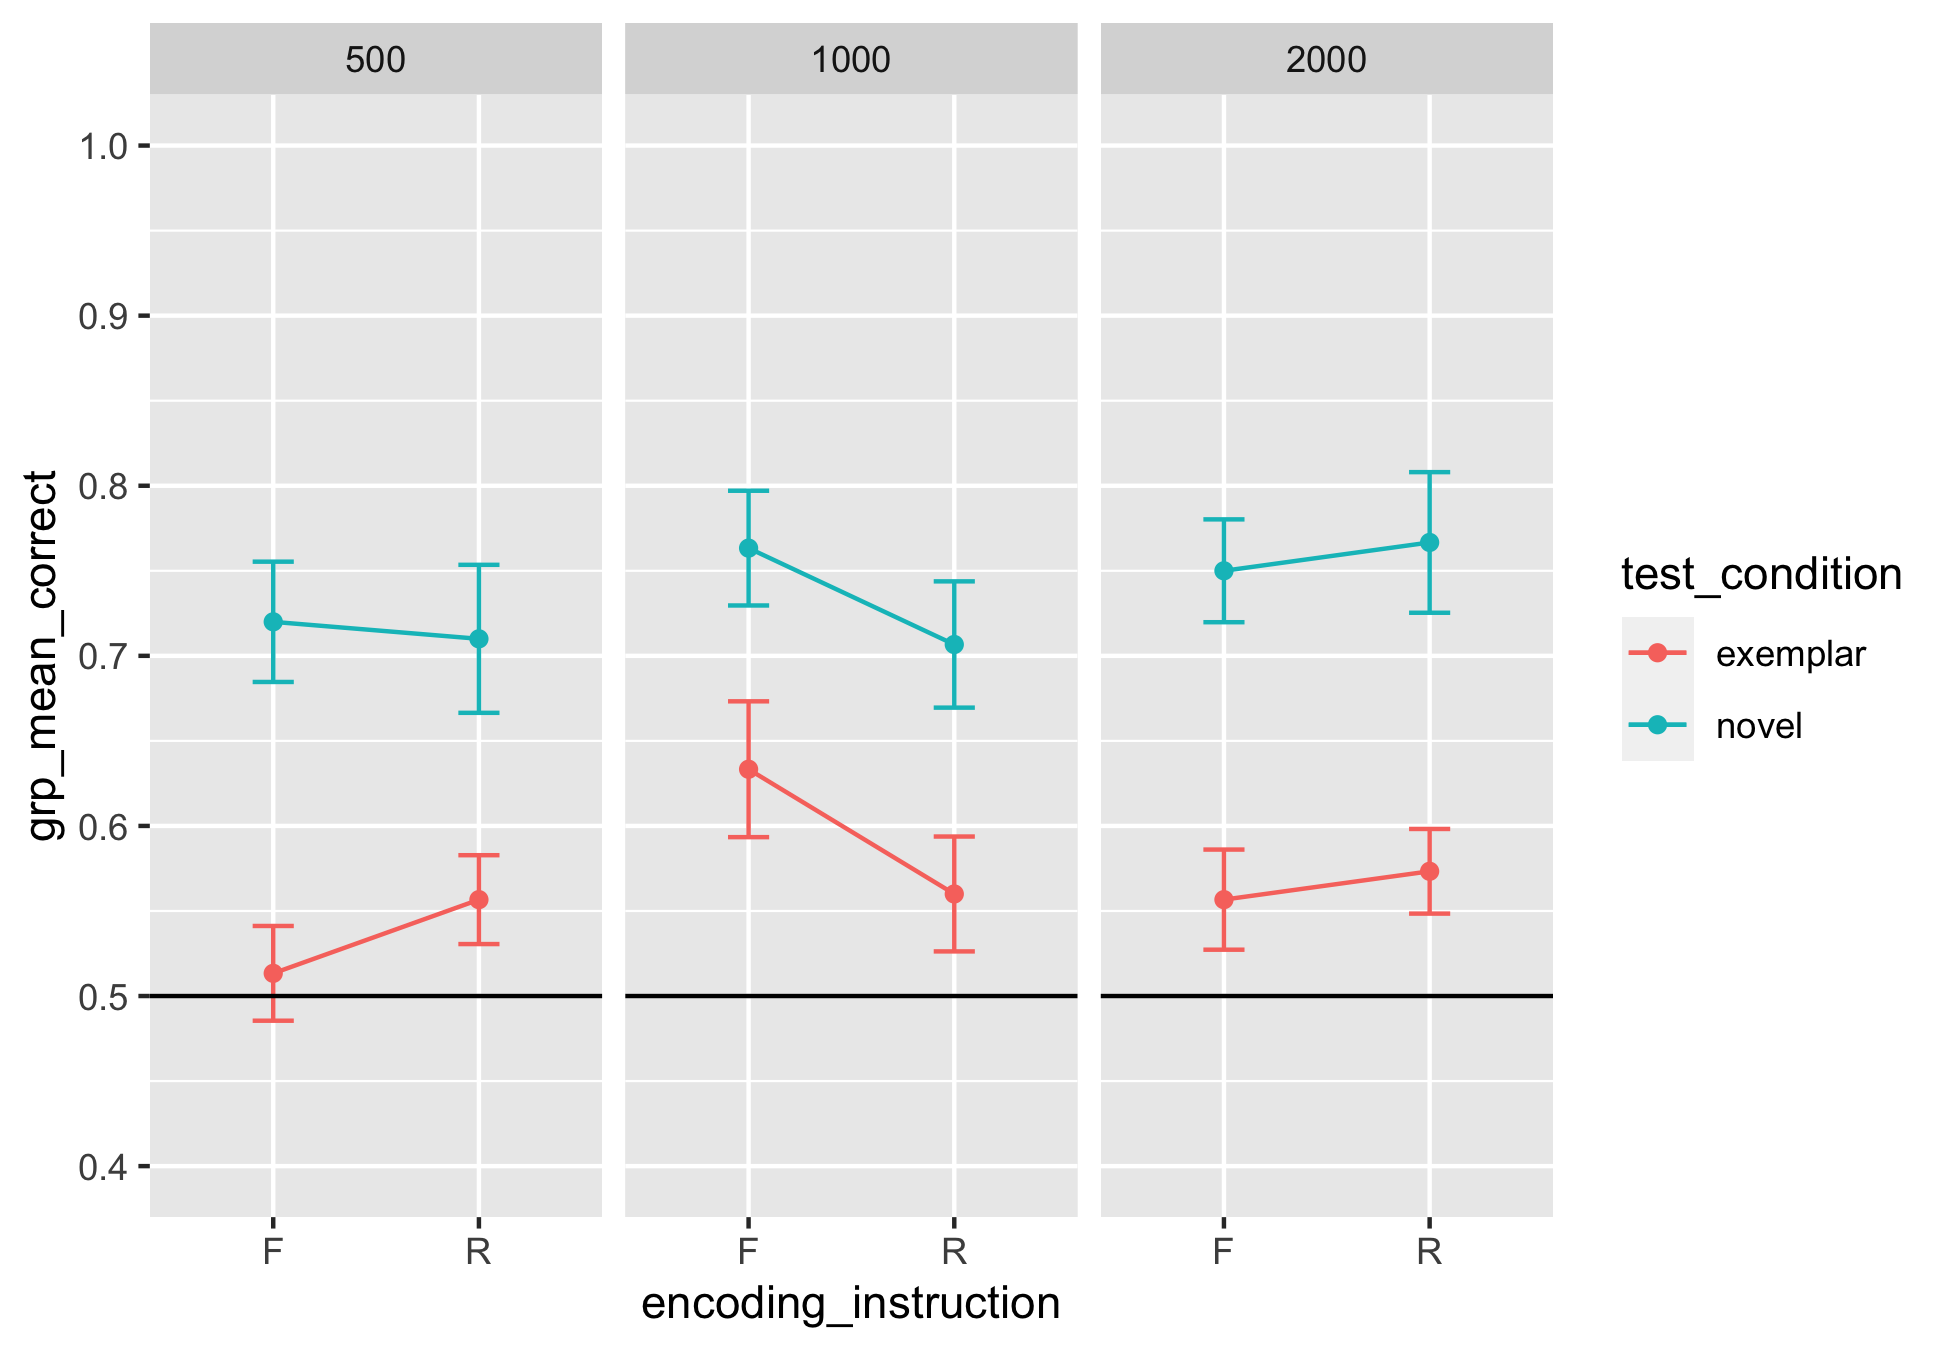 500
1000
2000
1.0
0.9
0.8
0.7
0.6
0.5
0.4
grp_mean_correct
F R
F R
F R
encoding_instruction
test_condition
exemplar
novel